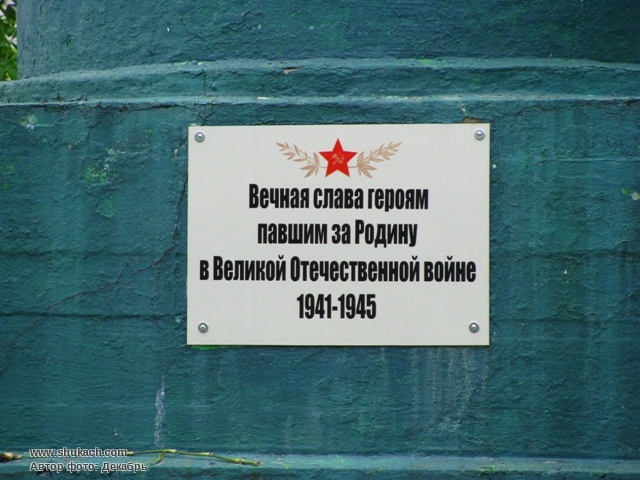 Вечная слава героям
павшим за Родину
в Великой Отечественной войне
1941-1945
www.shukach.com
Автор фото: Декабрь